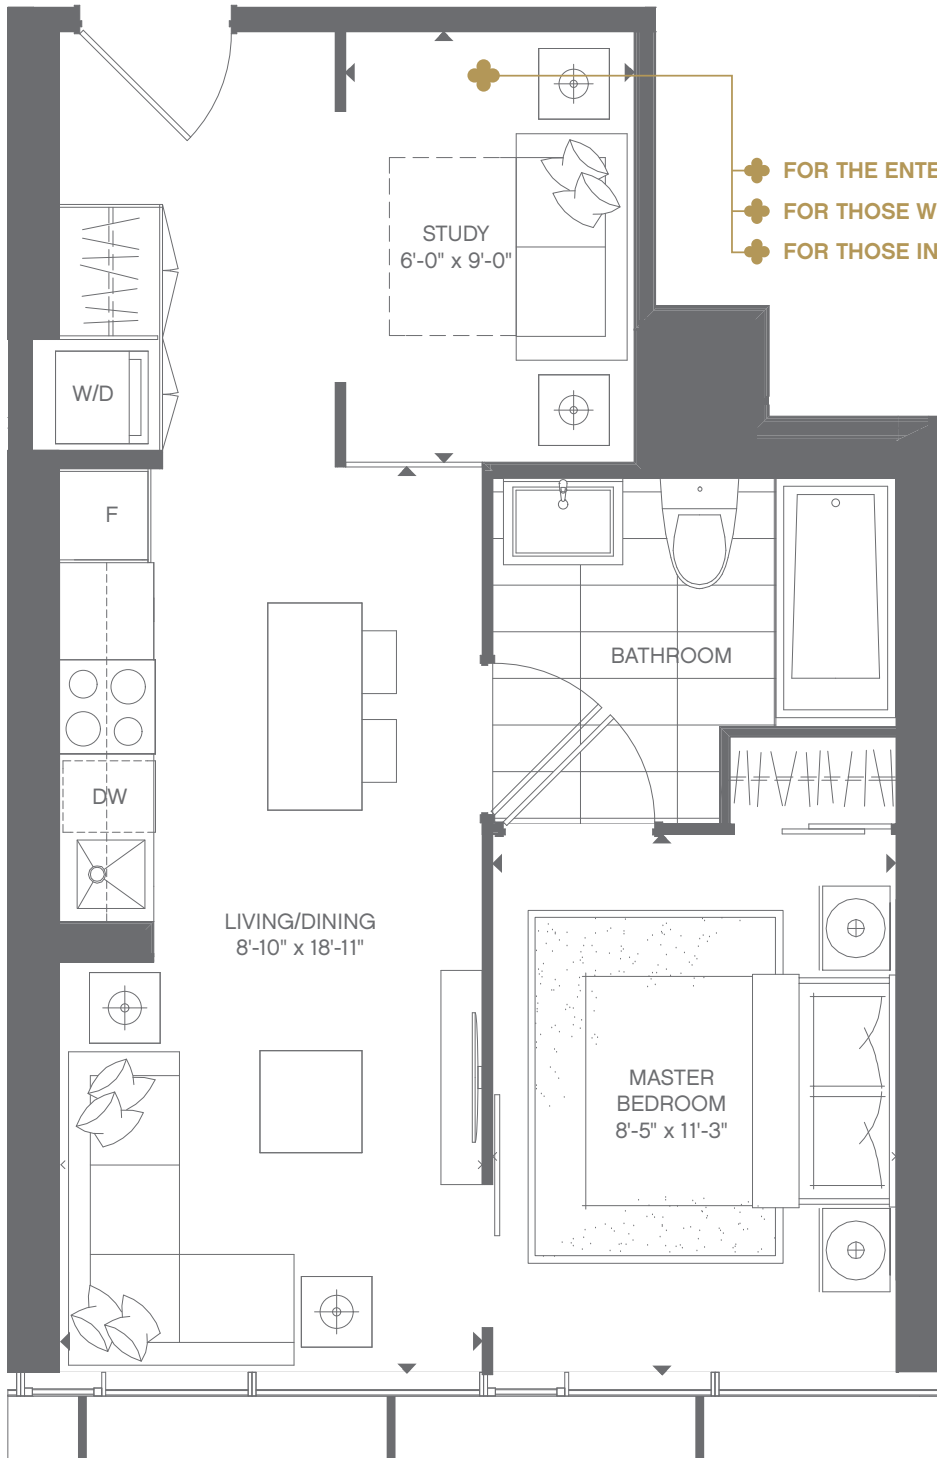 FOR THE ENTE
FOR THOSE W
FOR THOSE IN
STUDY
6'-0" x 9'-0"
W/D
F
BATHROOM
DW
LIVING/DINING
8'-10" x 18'-11"
MASTER
BEDROOM
8'-5" x 11'-3"